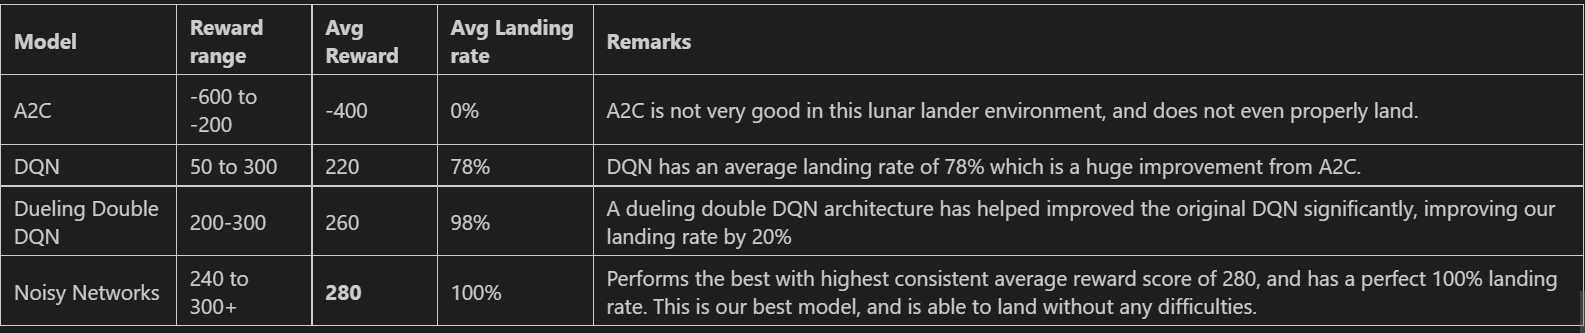 Model
Reward
range
Avg
Reward
Avg Landing
rate
Remarks
A2C
-600 to
-200
-400
0%
A2C is not very good in this lunar lander environment, and does not even properly land.
DQN
50 to 300
220
78%
DQN has an average landing rate of 78% which is a huge improvement from A2C.
Dueling Double
DQN
200-300
260
98%
A dueling double DQN architecture has helped improved the original DQN significantly, improving our
landing rate by 20%
Noisy Networks
240 to
300+
280
100%
Performs the best with highest consistent average reward score of 280, and has a perfect 100% landing
rate. This is our best model, and is able to land without any difficulties.